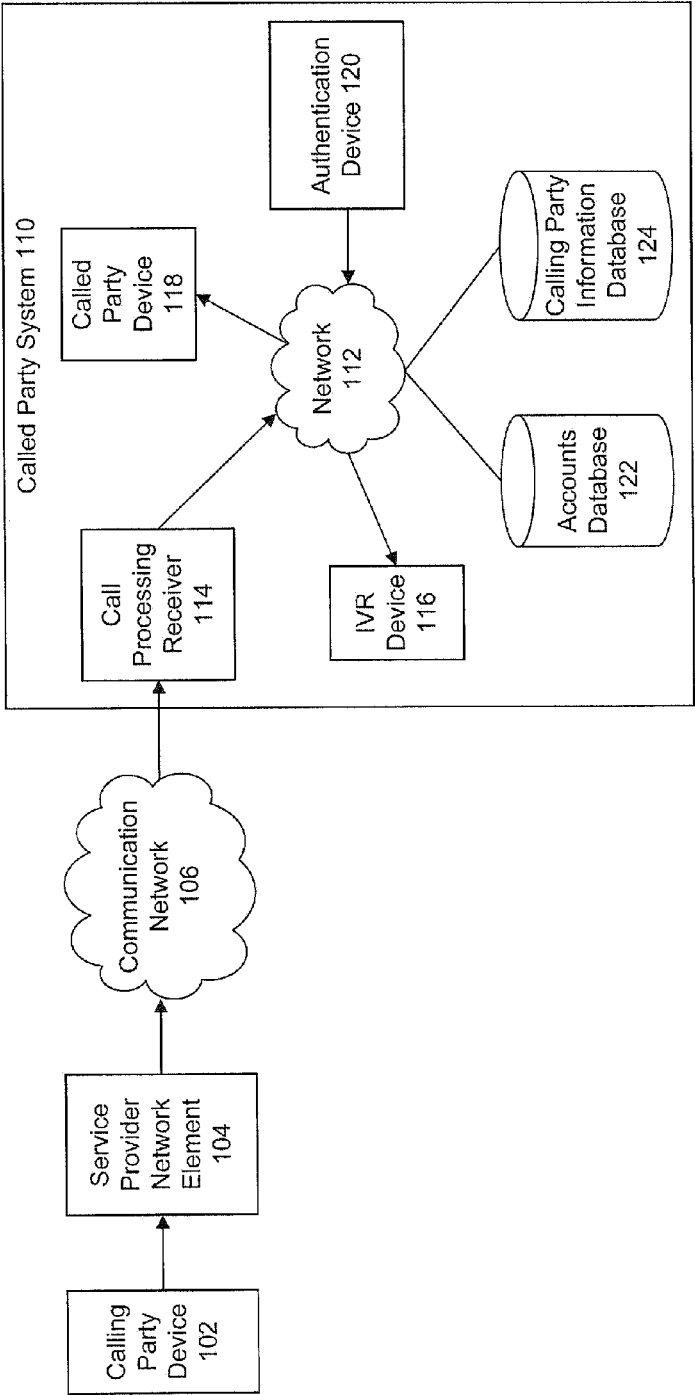 Calling
Party
Device
102
Service
Provider
Network
Element
104
Communication
Network
106
Called Party System 110
Call
Processing
Receiver
114
IVR
Device
116
Called
Party
Device
118
Network
112
Authentication
Device 120
Accounts
Database
122
Calling Party
Information
Database
124